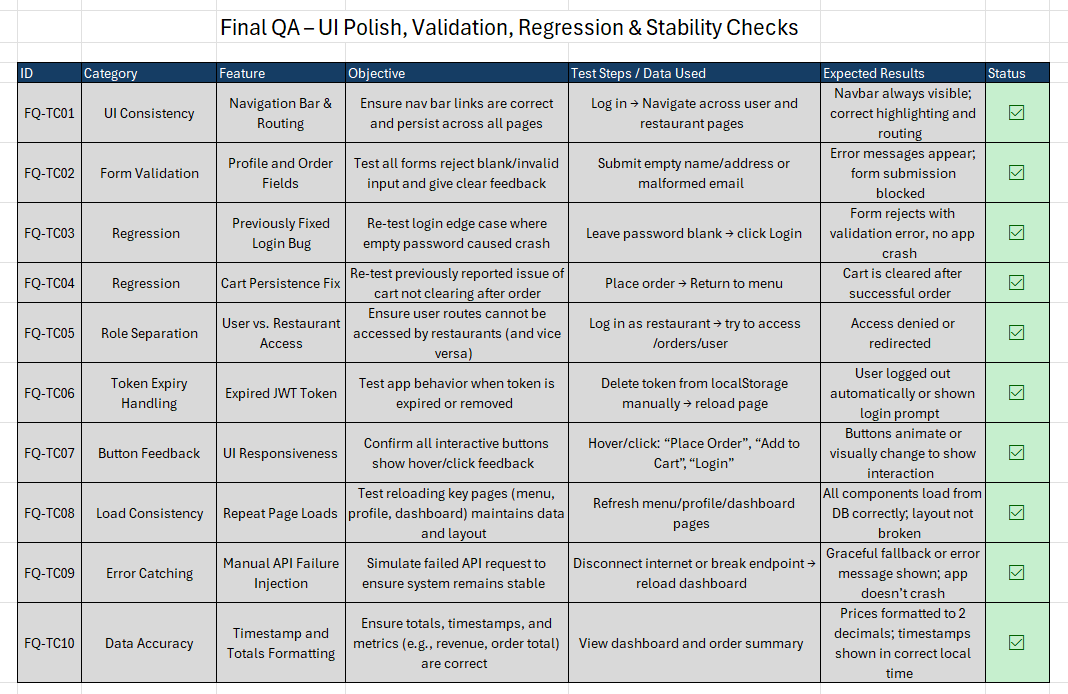 Final QA – UI Polish, Validation, Regression & Stability Checks
ID Category Feature Objective Test Steps / Data Used Expected Results Status
FQ-TC01 UI Consistency Navigation Bar & Routing Ensure nav bar links are correct and persist across all pages Log in → Navigate across user and restaurant pages Navbar always visible; correct highlighting and routing ☑
FQ-TC02 Form Validation Profile and Order Fields Test all forms reject blank/invalid input and give clear feedback Submit empty name/address or malformed email Error messages appear; form submission blocked ☑
FQ-TC03 Regression Previously Fixed Login Bug Re-test login edge case where empty password caused crash Leave password blank → click Login Form rejects with validation error, no app crash ☑
FQ-TC04 Regression Cart Persistence Fix Re-test previously reported issue of cart not clearing after order Place order → Return to menu Cart is cleared after successful order ☑
FQ-TC05 Role Separation User vs. Restaurant Access Ensure user routes cannot be accessed by restaurants (and vice versa) Log in as restaurant → try to access /orders/user Access denied or redirected ☑
FQ-TC06 Token Expiry Handling Expired JWT Token Test app behavior when token is expired or removed Delete token from localStorage manually → reload page User logged out automatically or shown login prompt ☑
FQ-TC07 Button Feedback UI Responsiveness Confirm all interactive buttons show hover/click feedback Hover/click: “Place Order”, “Add to Cart”, “Login” Buttons animate or visually change to show interaction ☑
FQ-TC08 Load Consistency Repeat Page Loads Test reloading key pages (menu, profile, dashboard) maintains data and layout Refresh menu/profile/dashboard pages All components load from DB correctly; layout not broken ☑
FQ-TC09 Error Catching Manual API Failure Injection Simulate failed API request to ensure system remains stable Disconnect internet or break endpoint → reload dashboard Graceful fallback or error message shown; app doesn’t crash ☑
FQ-TC10 Data Accuracy Timestamp and Totals Formatting Ensure totals, timestamps, and metrics (e.g., revenue, order total) are correct View dashboard and order summary Prices formatted to 2 decimals; timestamps shown in correct local time ☑